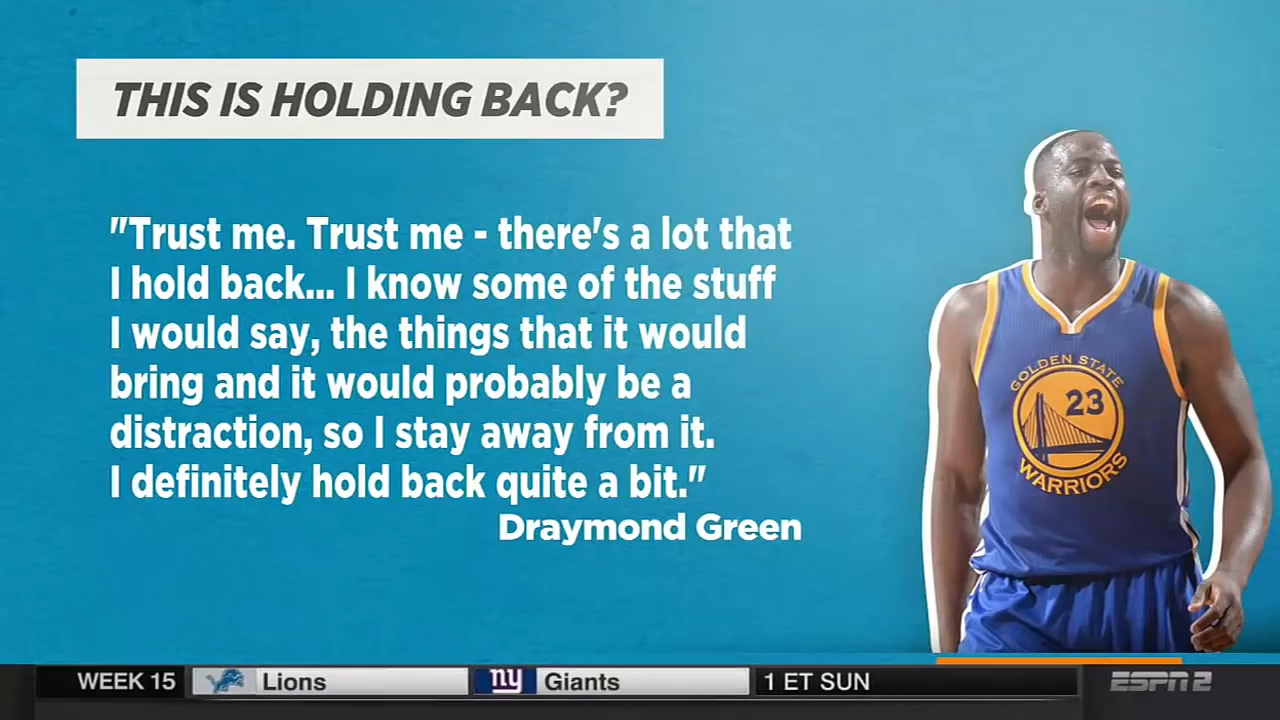 THIS IS HOLDING BACK?
"Trust me. Trust me - there's a lot that
I hold back... I know some of the stuff
I would say, the things that it would
bring and it would probably be a
distraction, so I stay away from it.
I definitely hold back quite a bit."
Draymond Green
GOLDEN STATE
23
WARRIORS
WEEK 15 Lions ny Giants 1 ET SUN ESPN2